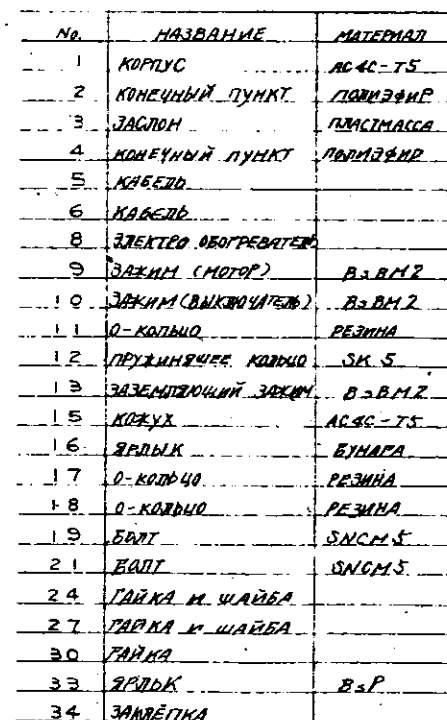 No. НАЗВАНИЕ МАТЕРИАЛ
1 КОРПУС AC4C-T5
2 КОНЕЧНЫЙ ПУНКТ ПОЛИЭФИР
3 ЗАСЛОН ПЛАСТМАССА
4 КОНЕЧНЫЙ ПУНКТ ПОЛИЭФИР
5 КАБЕЛЬ
6 КАБЕЛЬ
8 ЭЛЕКТРО ОБОГРЕВАТЕЛЬ
9 ЗАЖИМ (МОТОР) BsBM2
10 ЗАЖИМ (ВЫКЛЮЧАТЕЛЬ) BsBM2
11 О-КОЛЬЦО РЕЗИНА
12 ПРУЖИНЯЩЕЕ КОЛЬЦО SK 5
13 ЗАЗЕМЛЯЮЩИЙ ЗАЖИМ BsBM2
15 КОЖУХ AC4C-T5
16 ЯРЛЫК БУМАГА
17 О-КОЛЬЦО РЕЗИНА
18 О-КОЛЬЦО РЕЗИНА
19 БОЛТ SNCM5
21 БОЛТ SNCM5
24 ГАЙКА И ШАЙБА
27 ГАЙКА И ШАЙБА
30 ГАЙКА
33 ЯРЛЫК BsP
34 ЗАКЛЁПКА